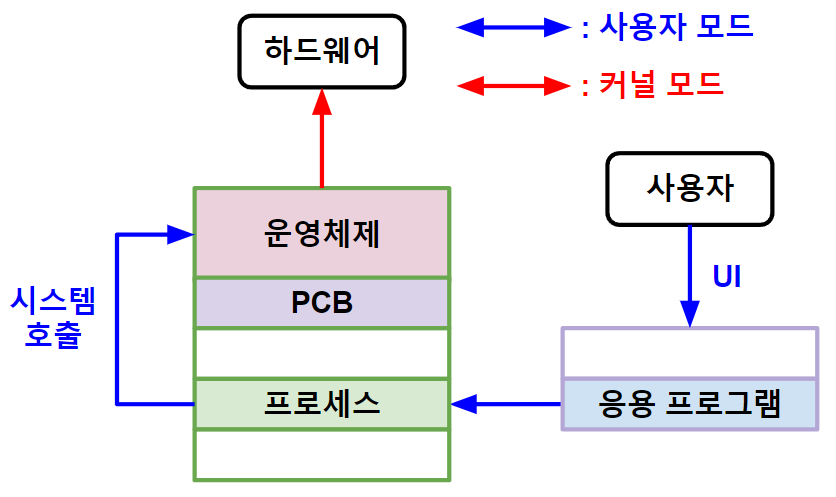 하드웨어
: 사용자 모드
: 커널 모드
사용자
운영체제
UI
PCB
시스템
호출
프로세스
응용 프로그램